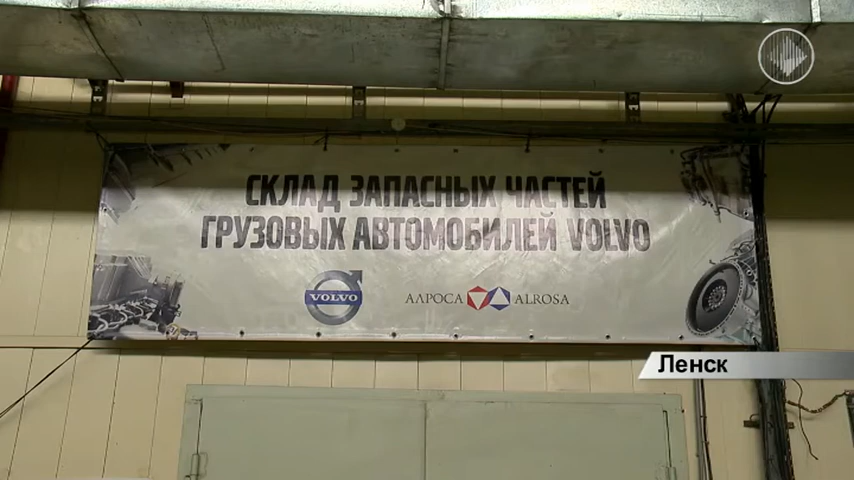 СКЛАД ЗАПАСНЫХ ЧАСТЕЙ
ГРУЗОВЫХ АВТОМОБИЛЕЙ VOLVO
VOLVO
АЛРОСА ALROSA
Ленск